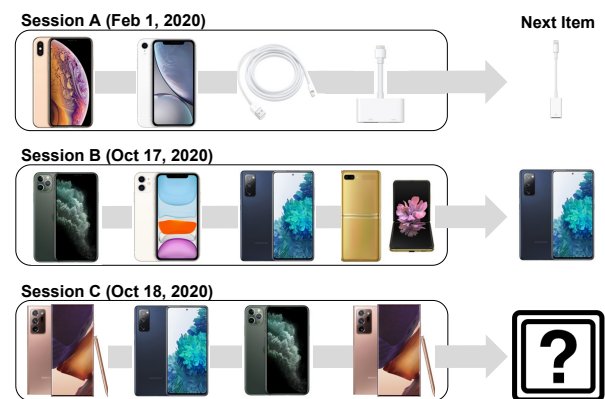 Session A (Feb 1, 2020)
Next Item
Session B (Oct 17, 2020)
Session C (Oct 18, 2020)
?